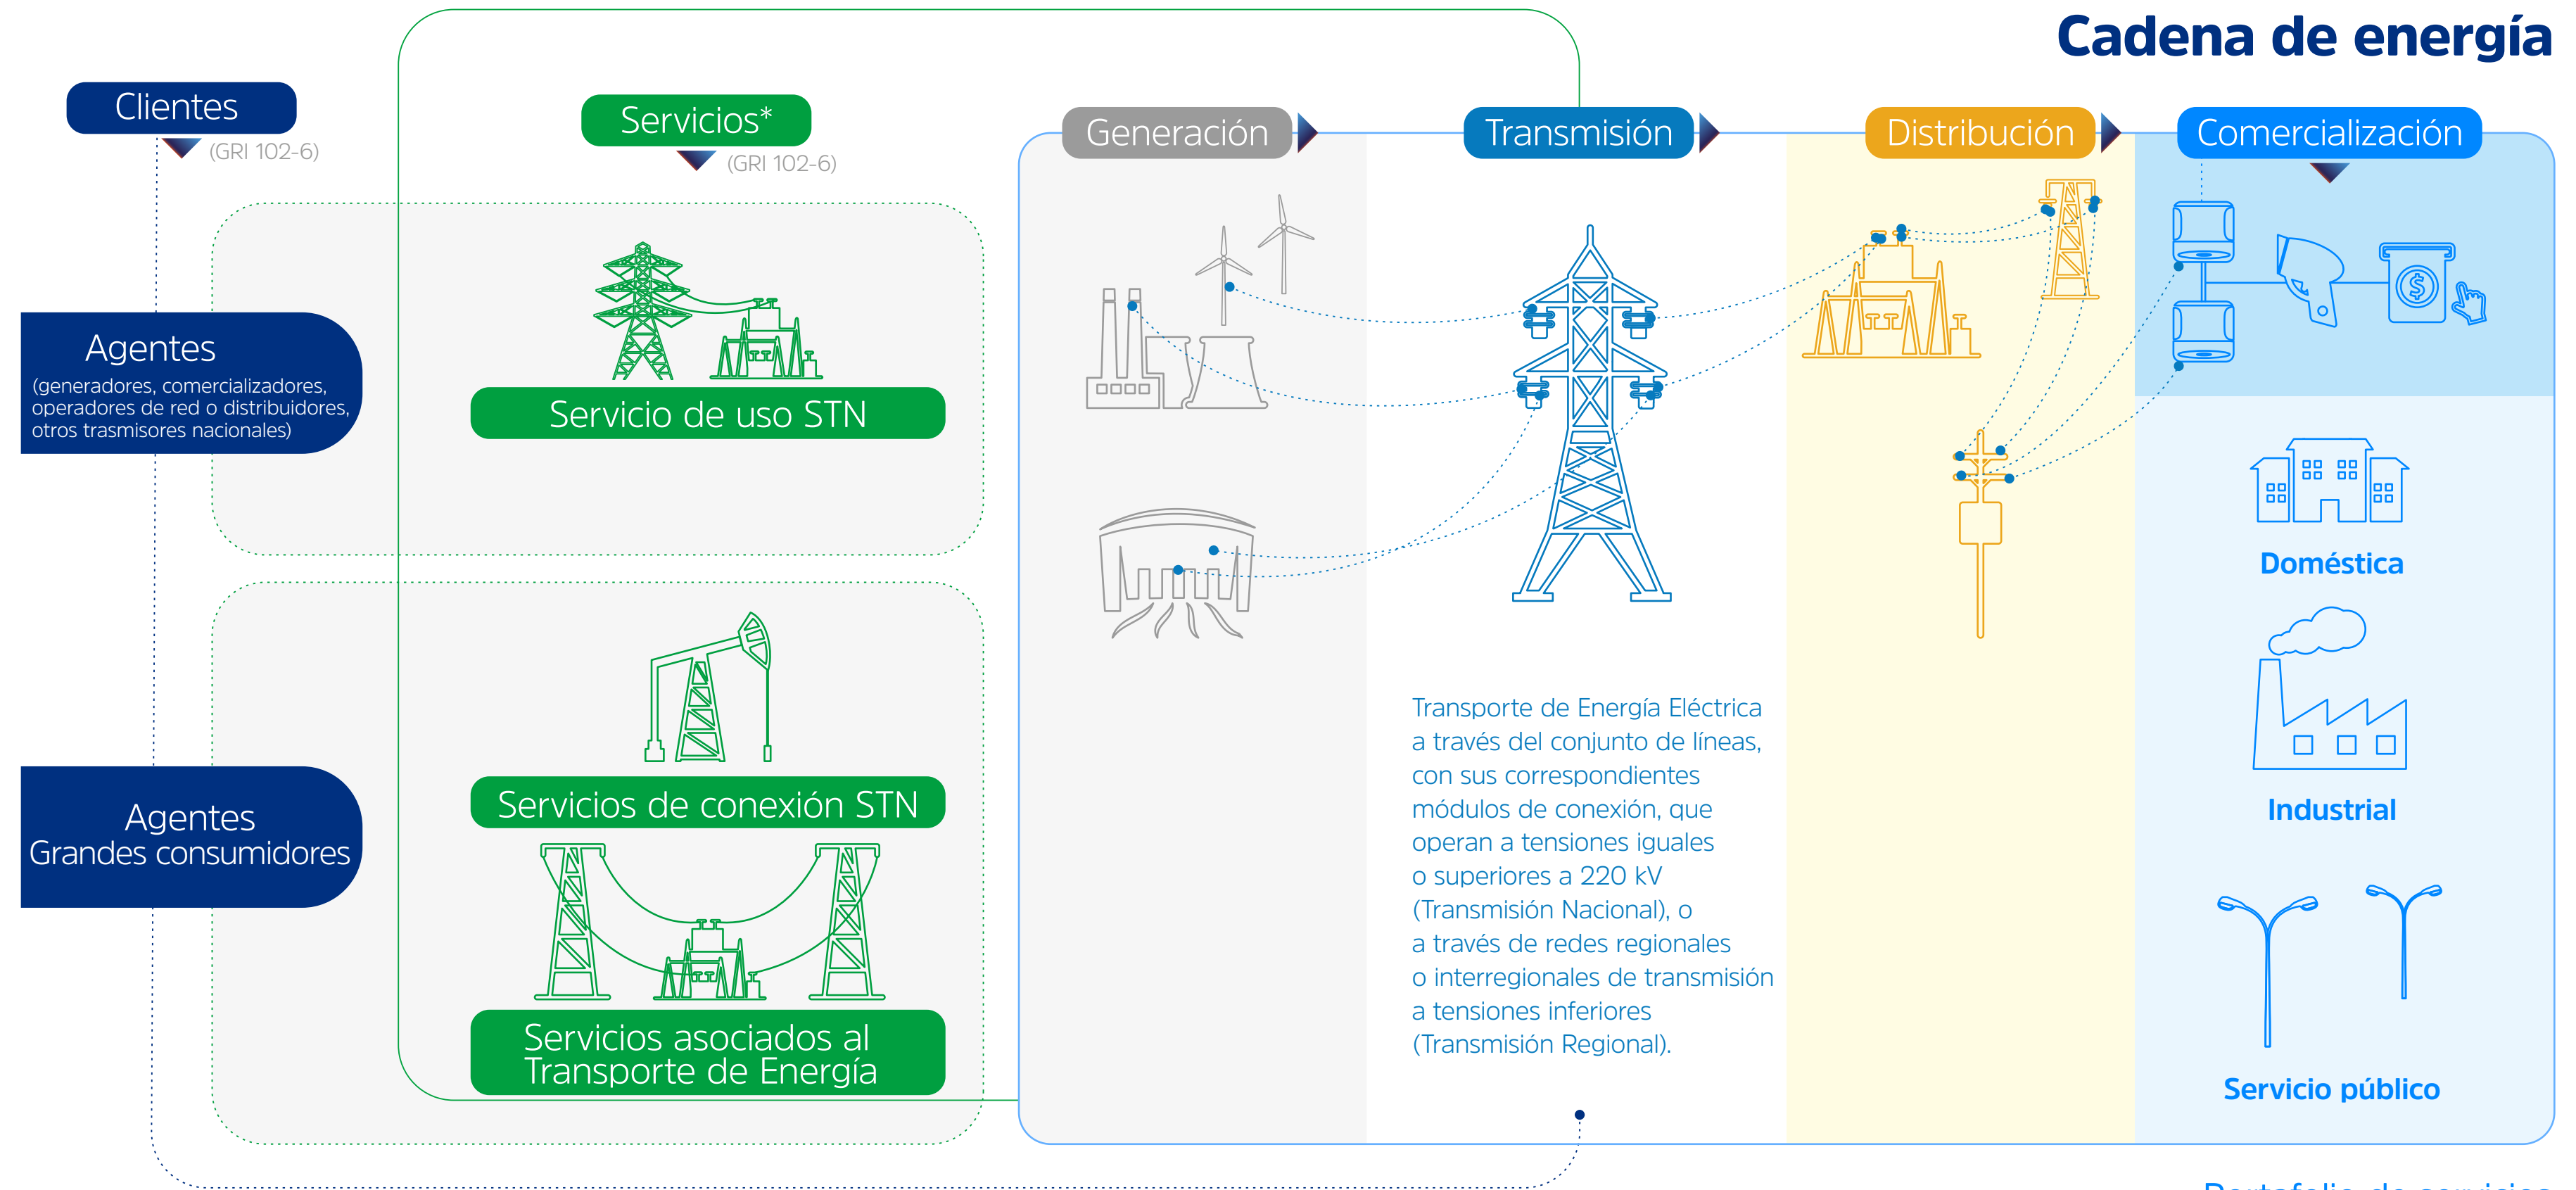 Cadena de energía
Clientes
(GRI 102-6)
Servicios*
(GRI 102-6)
Generación
Transmisión
Distribución
Comercialización
Agentes
(generadores, comercializadores,
operadores de red o distribuidores,
otros trasmisores nacionales)
Servicio de uso STN
Agentes
Grandes consumidores
Servicios de conexión STN
Servicios asociados al
Transporte de Energía
Transporte de Energía Eléctrica
a través del conjunto de líneas,
con sus correspondientes
módulos de conexión, que
operan a tensiones iguales
o superiores a 220 kV
(Transmisión Nacional), o
a través de redes regionales
o interregionales de transmisión
a tensiones inferiores
(Transmisión Regional).
$
Doméstica
Industrial
Servicio público
Portafolio de servicios